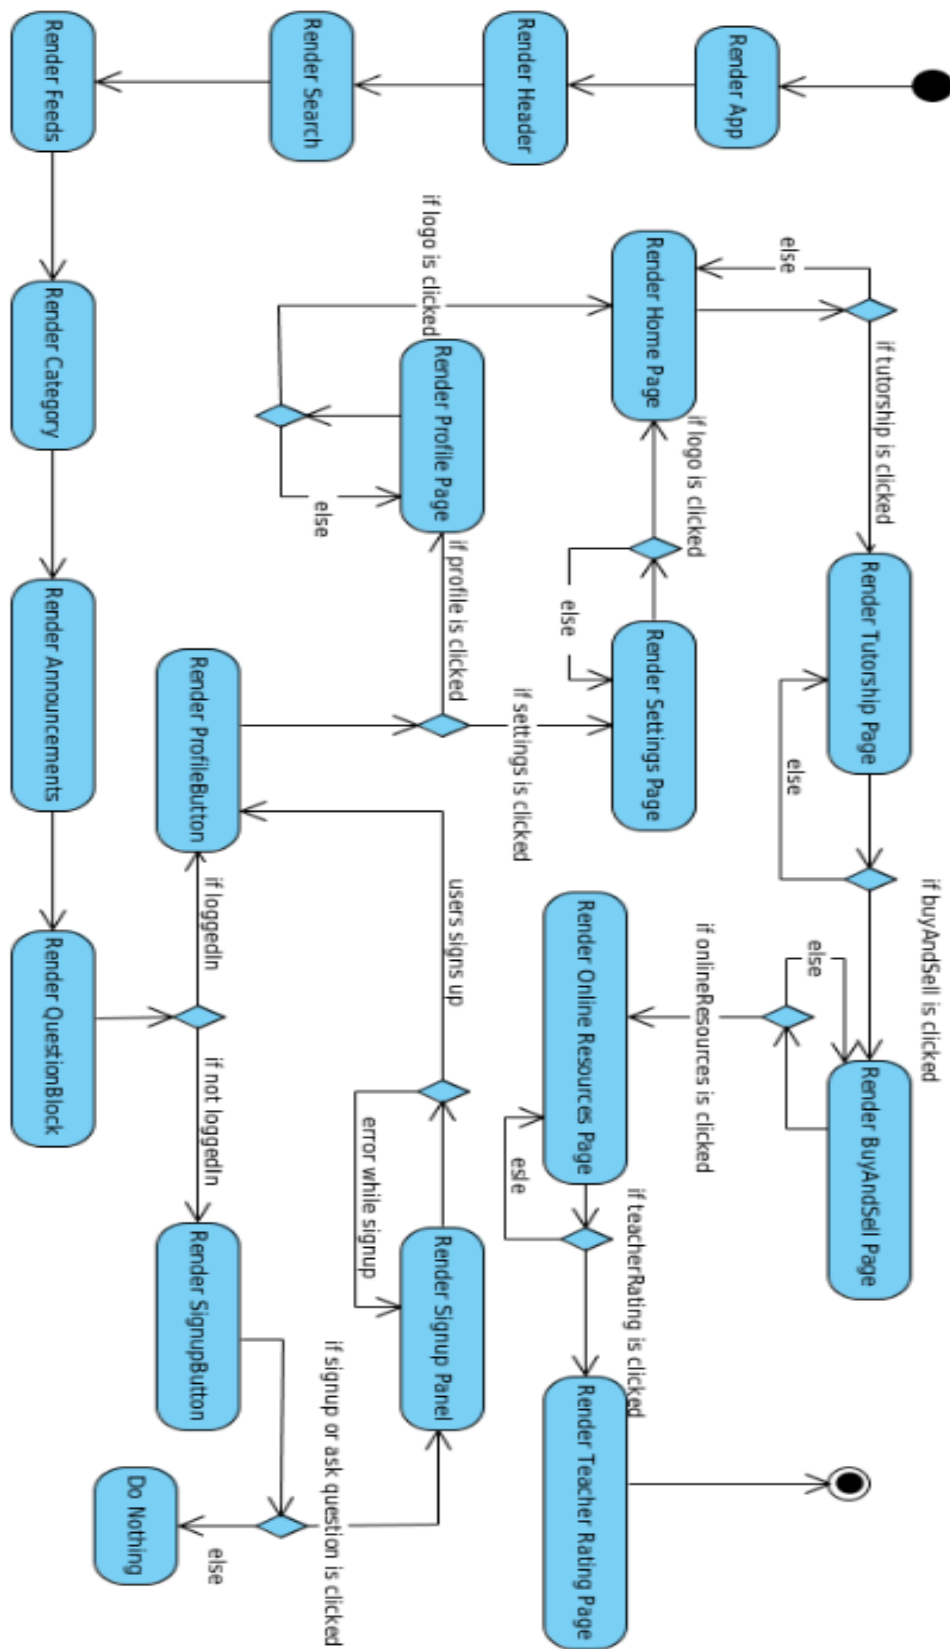 Render App
Render Header
Render Search
Render Feeds
else
Render Home Page
if logo is clicked
Render Profile Page
else
Render Category
if tutorship is clicked
if logo is clicked
else
if profile is clicked
Render Tutorship Page
Render Settings Page
if settings is clicked
Render ProfileButton
Render Announcements
else
if buyAndSell is clicked
else
if onlineResources is clicked
Render Online Resources Page
users signs up
if loggedIn
Render QuestionBlock
Render BuyAndSell Page
esle
if not loggedIn
error while signup
if teacherRating is clicked
Render Signup Panel
Render SignupButton
if signup or ask question is clicked
Render Teacher Rating Page
Do Nothing
else